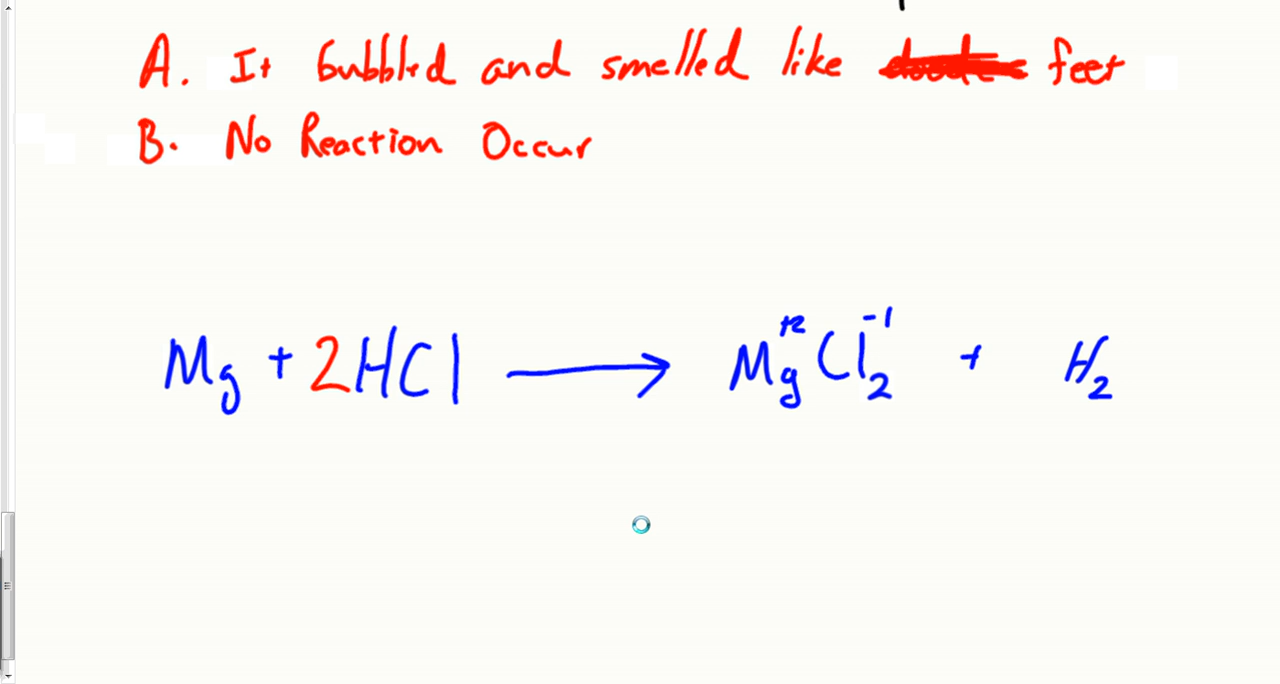 A. It bubbled and smelled like feet
B. No Reaction Occur
Mg + 2HCl → Mg⁺²Cl₂⁻¹ + H₂